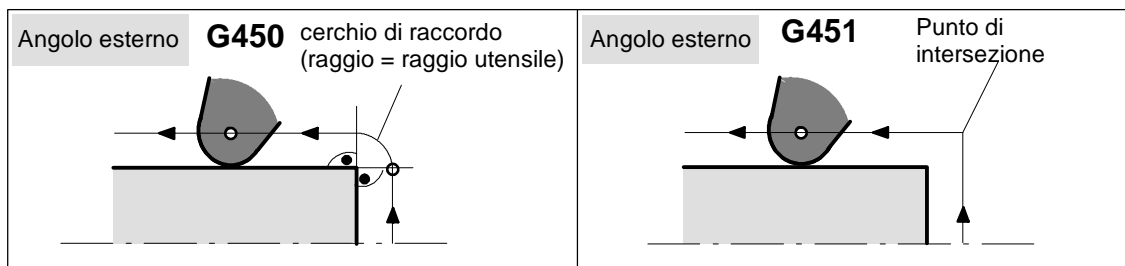 Angolo esterno
G450
cerchio di raccordo
(raggio = raggio utensile)
Angolo esterno
G451
Punto di
intersezione